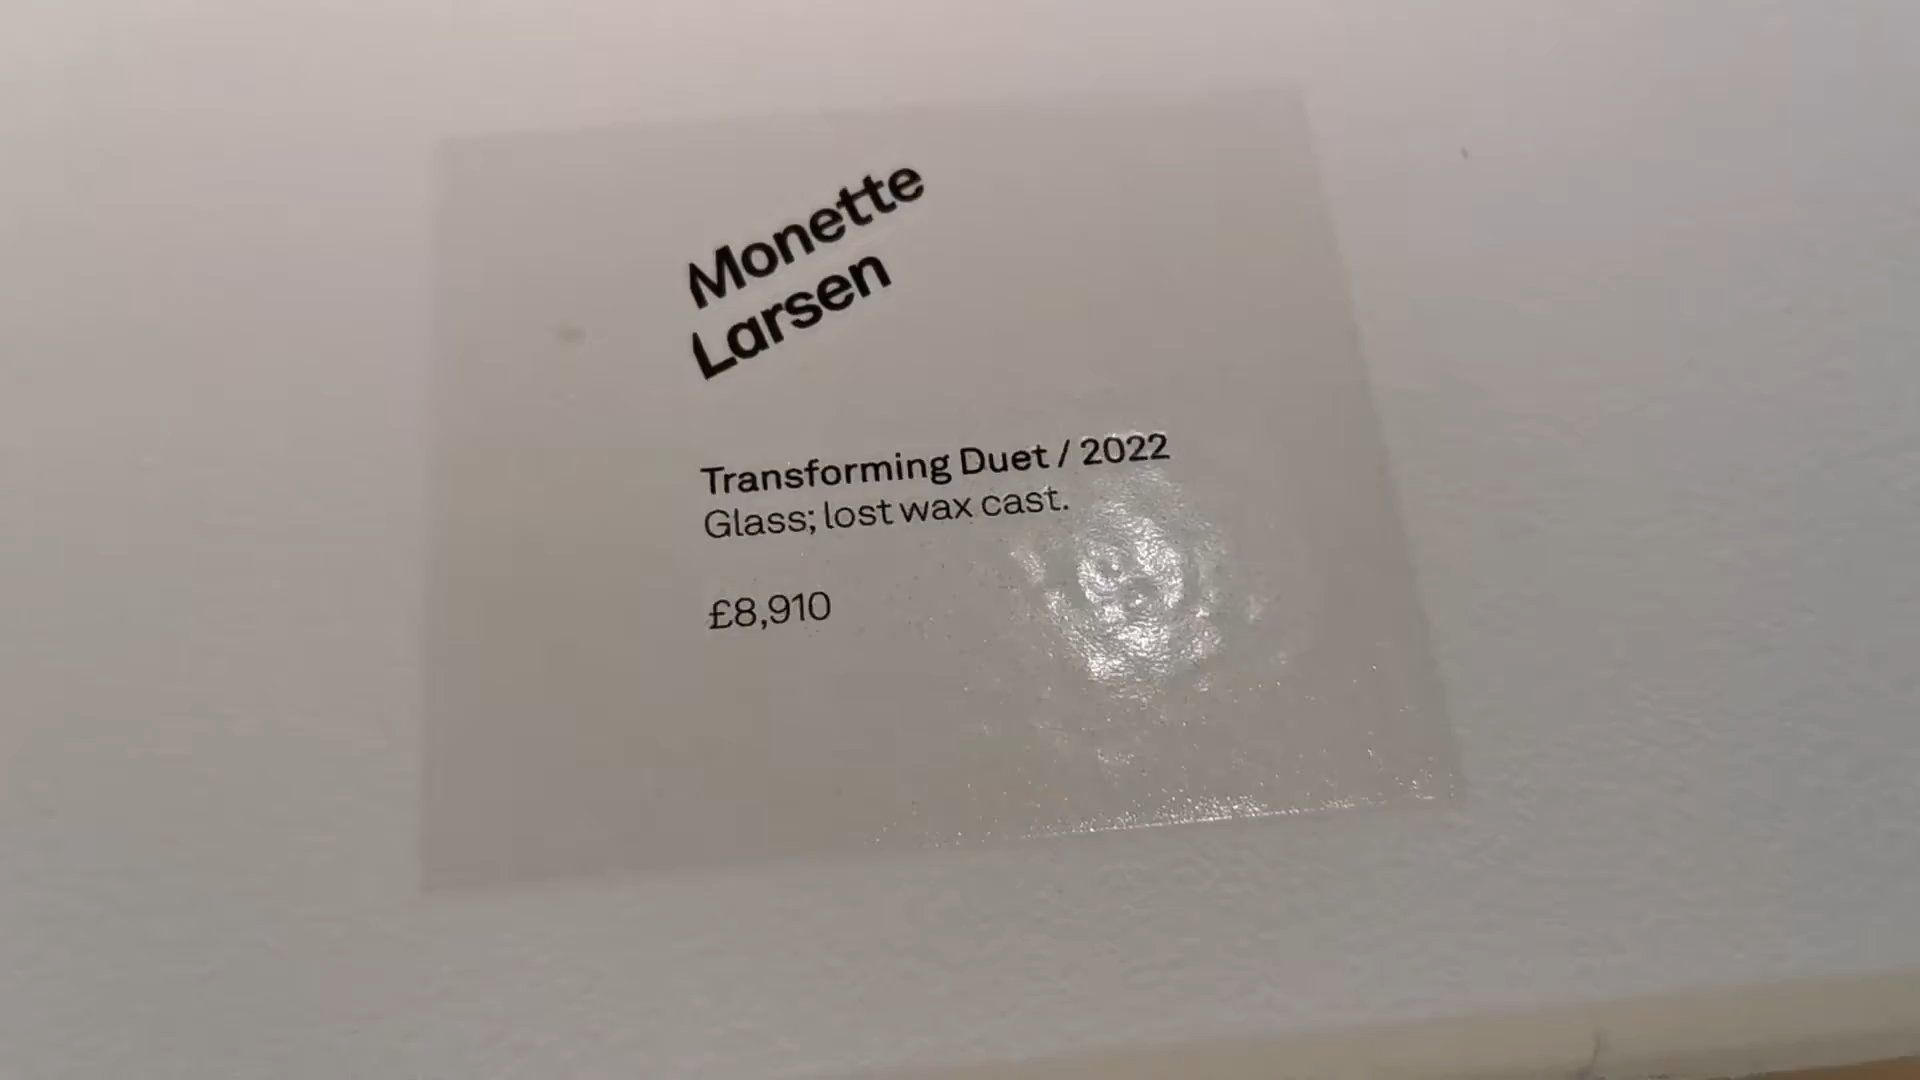 Monette
Larsen
Transforming Duet / 2022
Glass; lost wax cast.
£8,910